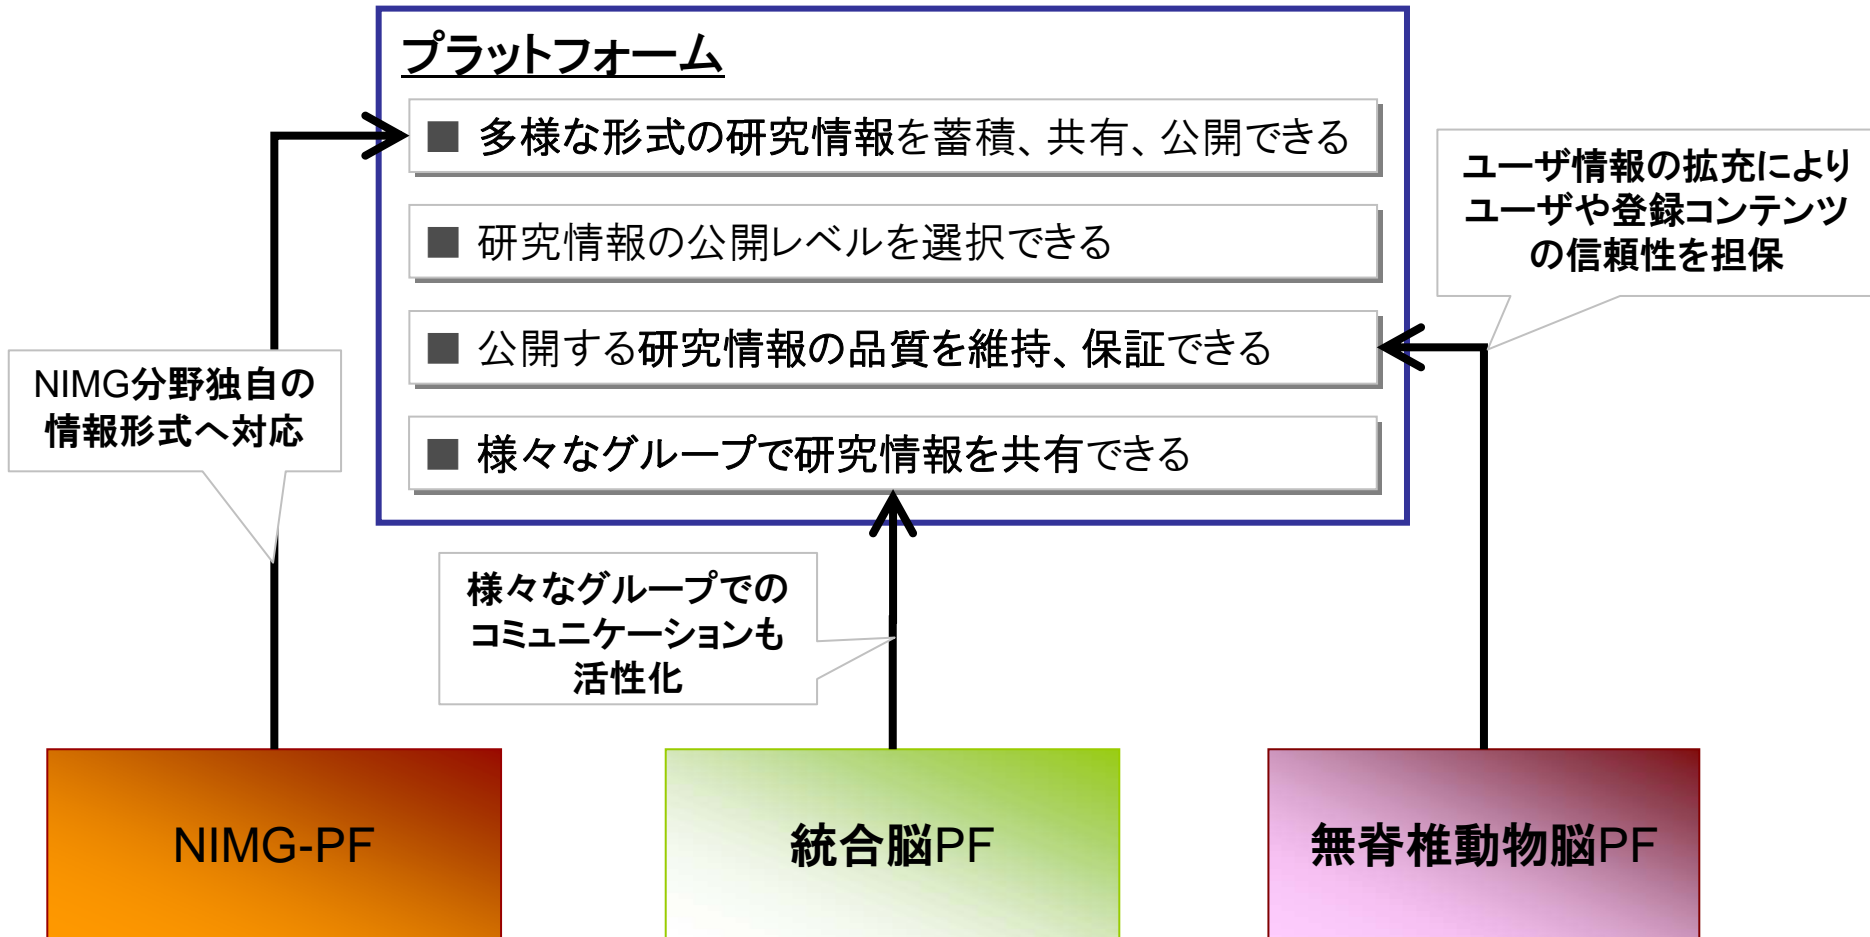 プラットフォーム
■ 多様な形式の研究情報を蓄積、共有、公開できる
■ 研究情報の公開レベルを選択できる
■ 公開する研究情報の品質を維持、保証できる
■ 様々なグループで研究情報を共有できる
ユーザ情報の拡充により
ユーザや登録コンテンツ
の信頼性を担保
NIMG分野独自の
情報形式へ対応
様々なグループでの
コミュニケーションも
活性化
NIMG-PF
統合脳PF
無脊椎動物脳PF